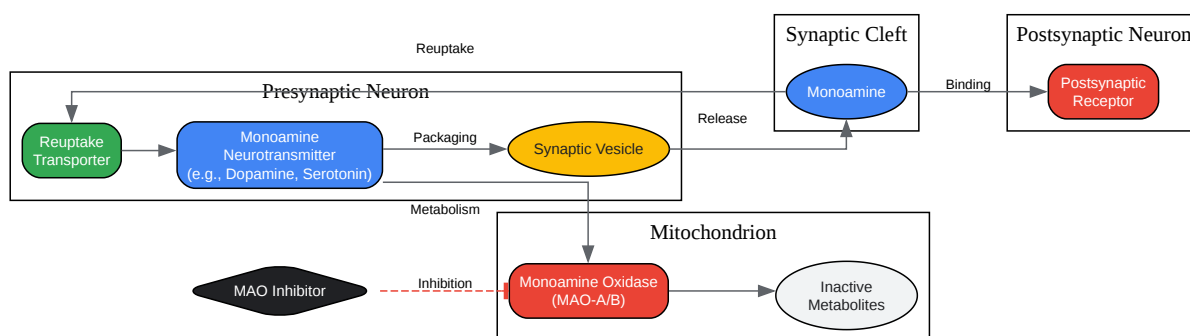 Synaptic Cleft
Postsynaptic Neuron
Reuptake
Presynaptic Neuron
Monoamine
Binding
Postsynaptic
Receptor
Release
Reuptake
Transporter
Monoamine
Neurotransmitter
(e.g., Dopamine, Serotonin)
Packaging
Synaptic Vesicle
Metabolism
Mitochondrion
MAO Inhibitor
Inhibition
Monoamine Oxidase
(MAO-A/B)
Inactive
Metabolites